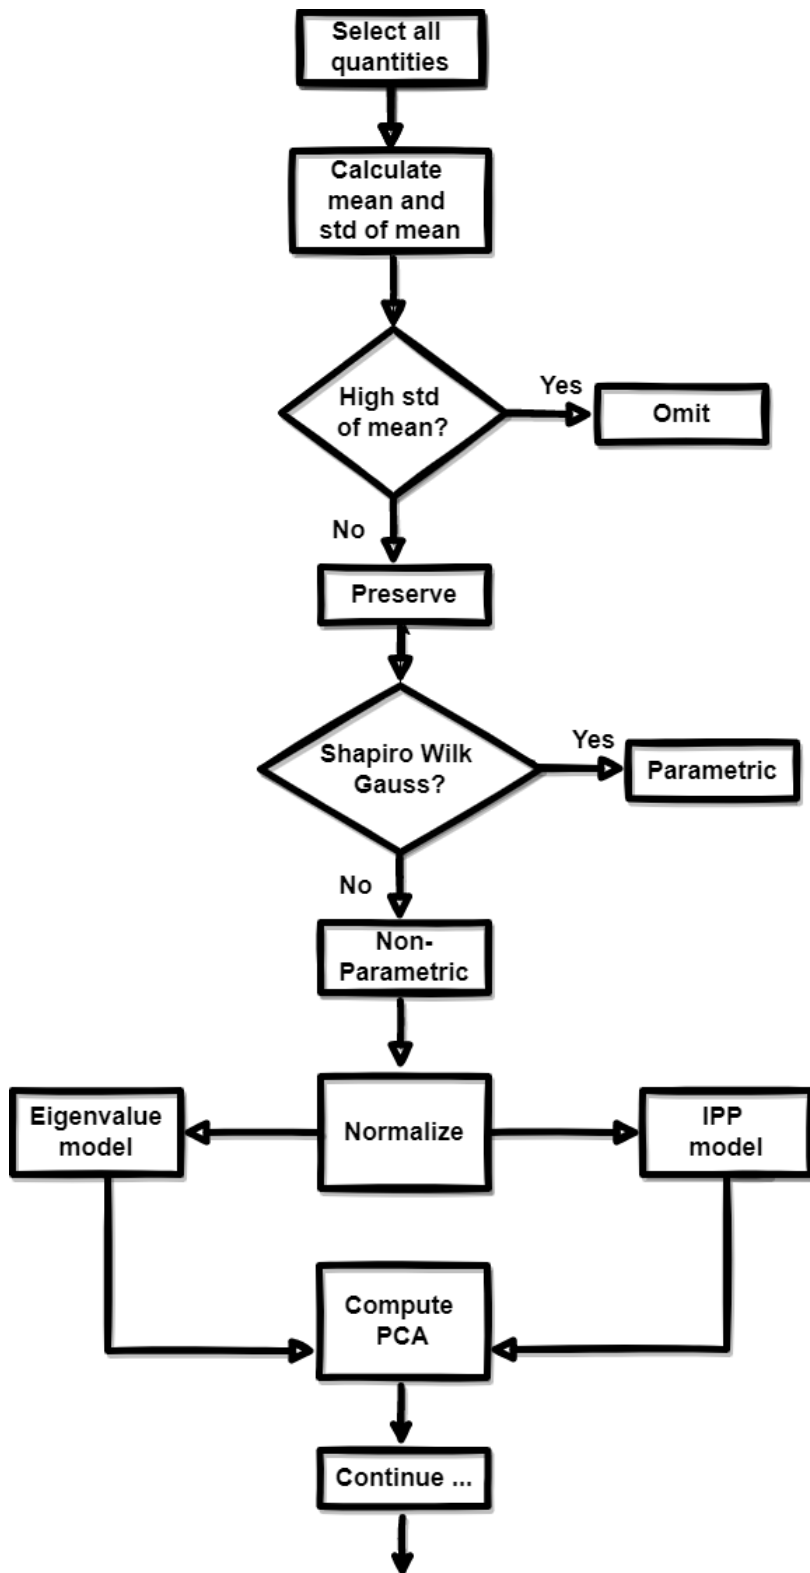 Select all
quantities
Calculate
mean and
std of mean
High std
of mean?
Yes
Omit
No
Preserve
Shapiro Wilk
Gauss?
Yes
Parametric
No
Non-
Parametric
Eigenvalue
model
Normalize
IPP
model
Compute
PCA
Continue ...